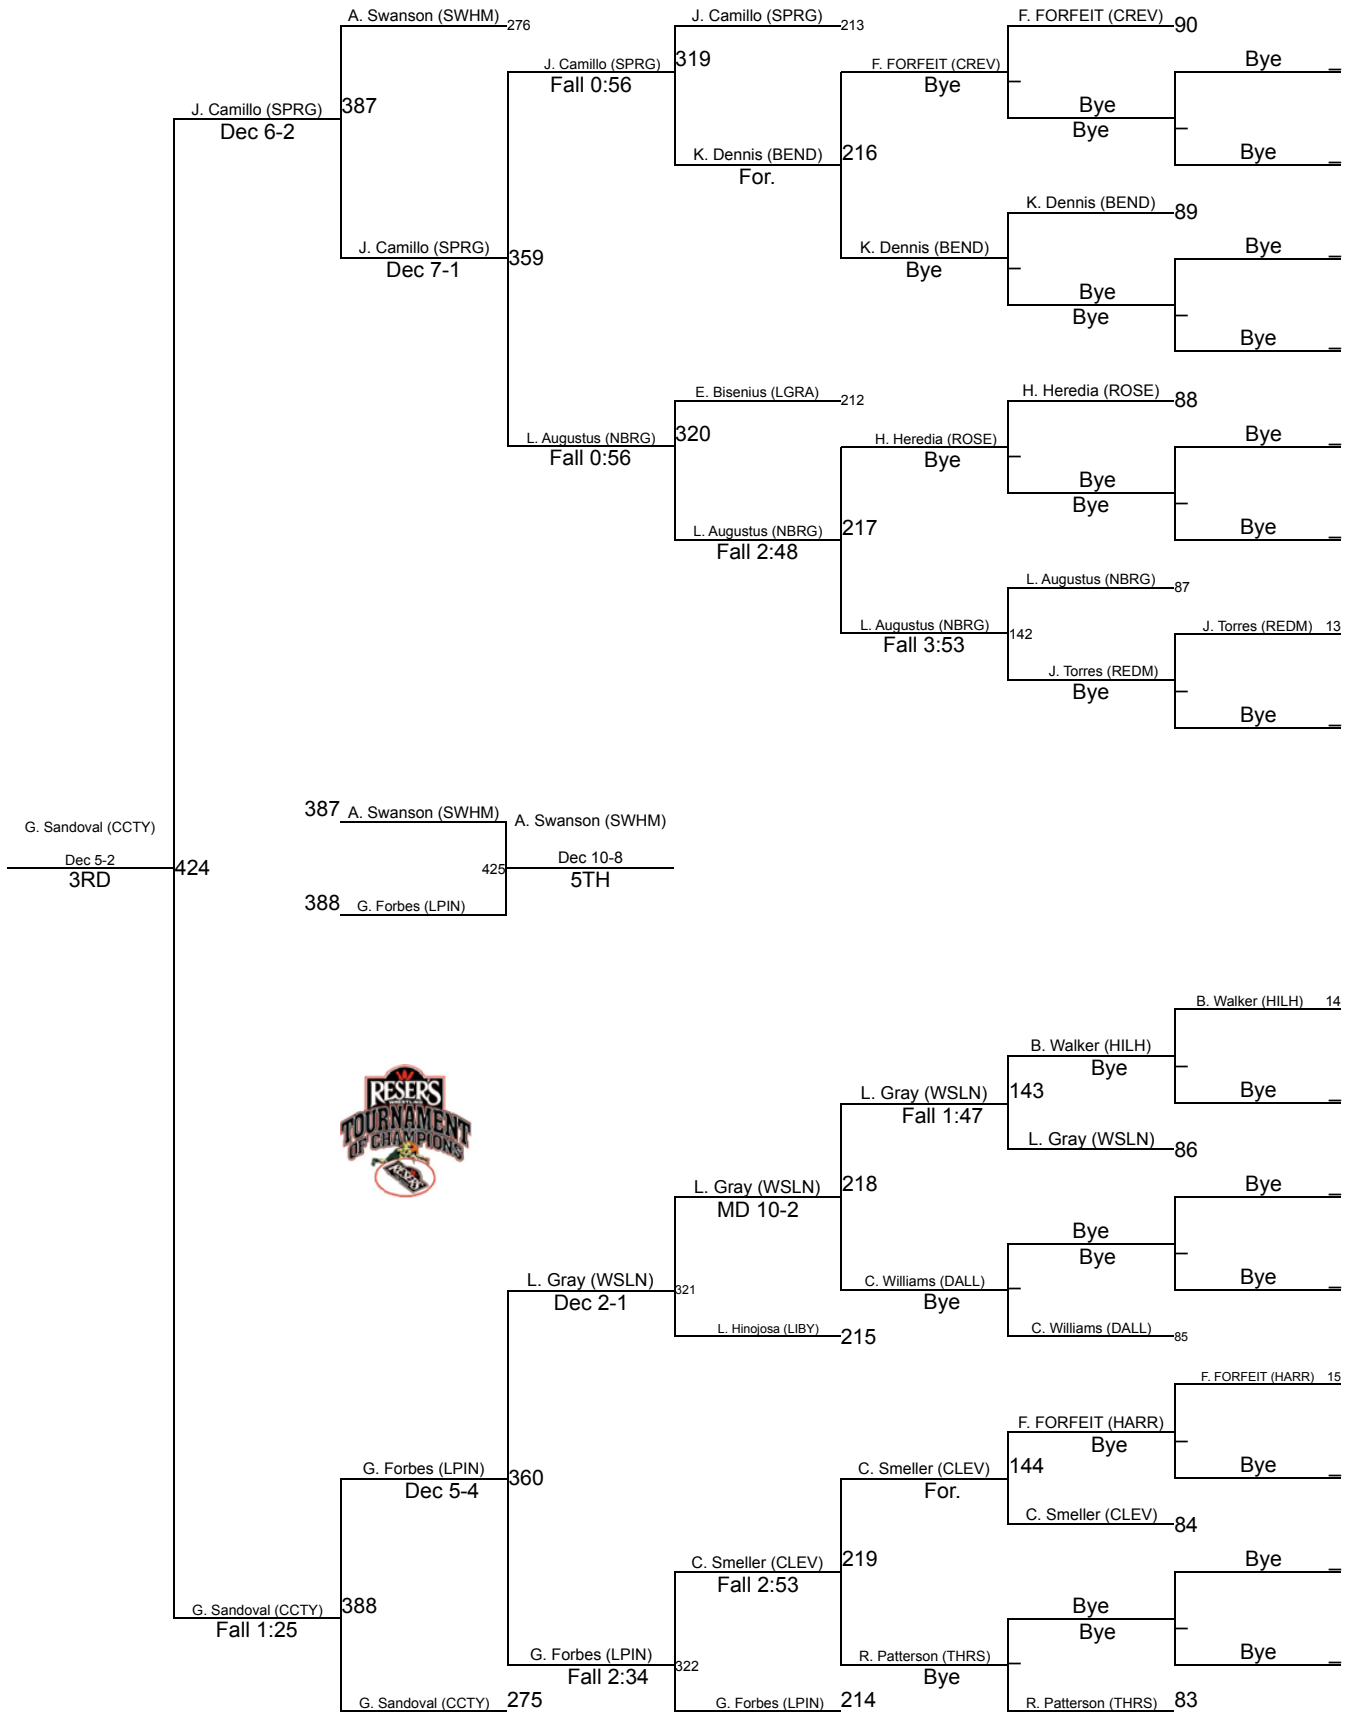 A. Swanson (SWHM) 276
J. Camillo (SPRG) 213
F. FORFEIT (CREV) 90
J. Camillo (SPRG) 319
Fall 0:56
F. FORFEIT (CREV)
Bye
Bye _
_
J. Camillo (SPRG) 387
Dec 6-2
Bye
Bye
_
K. Dennis (BEND) 216
For.
Bye _
K. Dennis (BEND) 89
J. Camillo (SPRG) 359
Dec 7-1
K. Dennis (BEND)
Bye
Bye _
_
Bye
Bye
_
Bye _
E. Bisenius (LGRA) 212
H. Heredia (ROSE) 88
L. Augustus (NBRG) 320
Fall 0:56
H. Heredia (ROSE)
Bye
Bye _
_
Bye
Bye
_
L. Augustus (NBRG) 217
Fall 2:48
Bye _
L. Augustus (NBRG) 87
L. Augustus (NBRG) 142
Fall 3:53
J. Torres (REDM) 13
J. Torres (REDM)
Bye
_
Bye _
387 A. Swanson (SWHM)
A. Swanson (SWHM)
G. Sandoval (CCTY)
Dec 5-2
3RD
424
425
Dec 10-8
5TH
388 G. Forbes (LPIN)
B. Walker (HILH) 14
B. Walker (HILH)
Bye
_
RESER'S
WRESTLING
TOURNAMENT
OF CHAMPIONS
L. Gray (WSLN) 143
Fall 1:47
Bye _
L. Gray (WSLN) 86
L. Gray (WSLN) 218
MD 10-2
Bye _
Bye
Bye
_
L. Gray (WSLN) 321
Dec 2-1
C. Williams (DALL)
Bye
_
Bye _
L. Hinojosa (LIBY) 215
C. Williams (DALL) 85
F. FORFEIT (HARR) 15
F. FORFEIT (HARR)
Bye
_
G. Forbes (LPIN) 360
Dec 5-4
C. Smeller (CLEV) 144
For.
Bye _
C. Smeller (CLEV) 84
C. Smeller (CLEV) 219
Fall 2:53
Bye _
G. Sandoval (CCTY) 388
Fall 1:25
Bye
Bye
_
G. Forbes (LPIN) 322
Fall 2:34
R. Patterson (THRS)
Bye
_
Bye _
G. Sandoval (CCTY) 275
G. Forbes (LPIN) 214
R. Patterson (THRS) 83